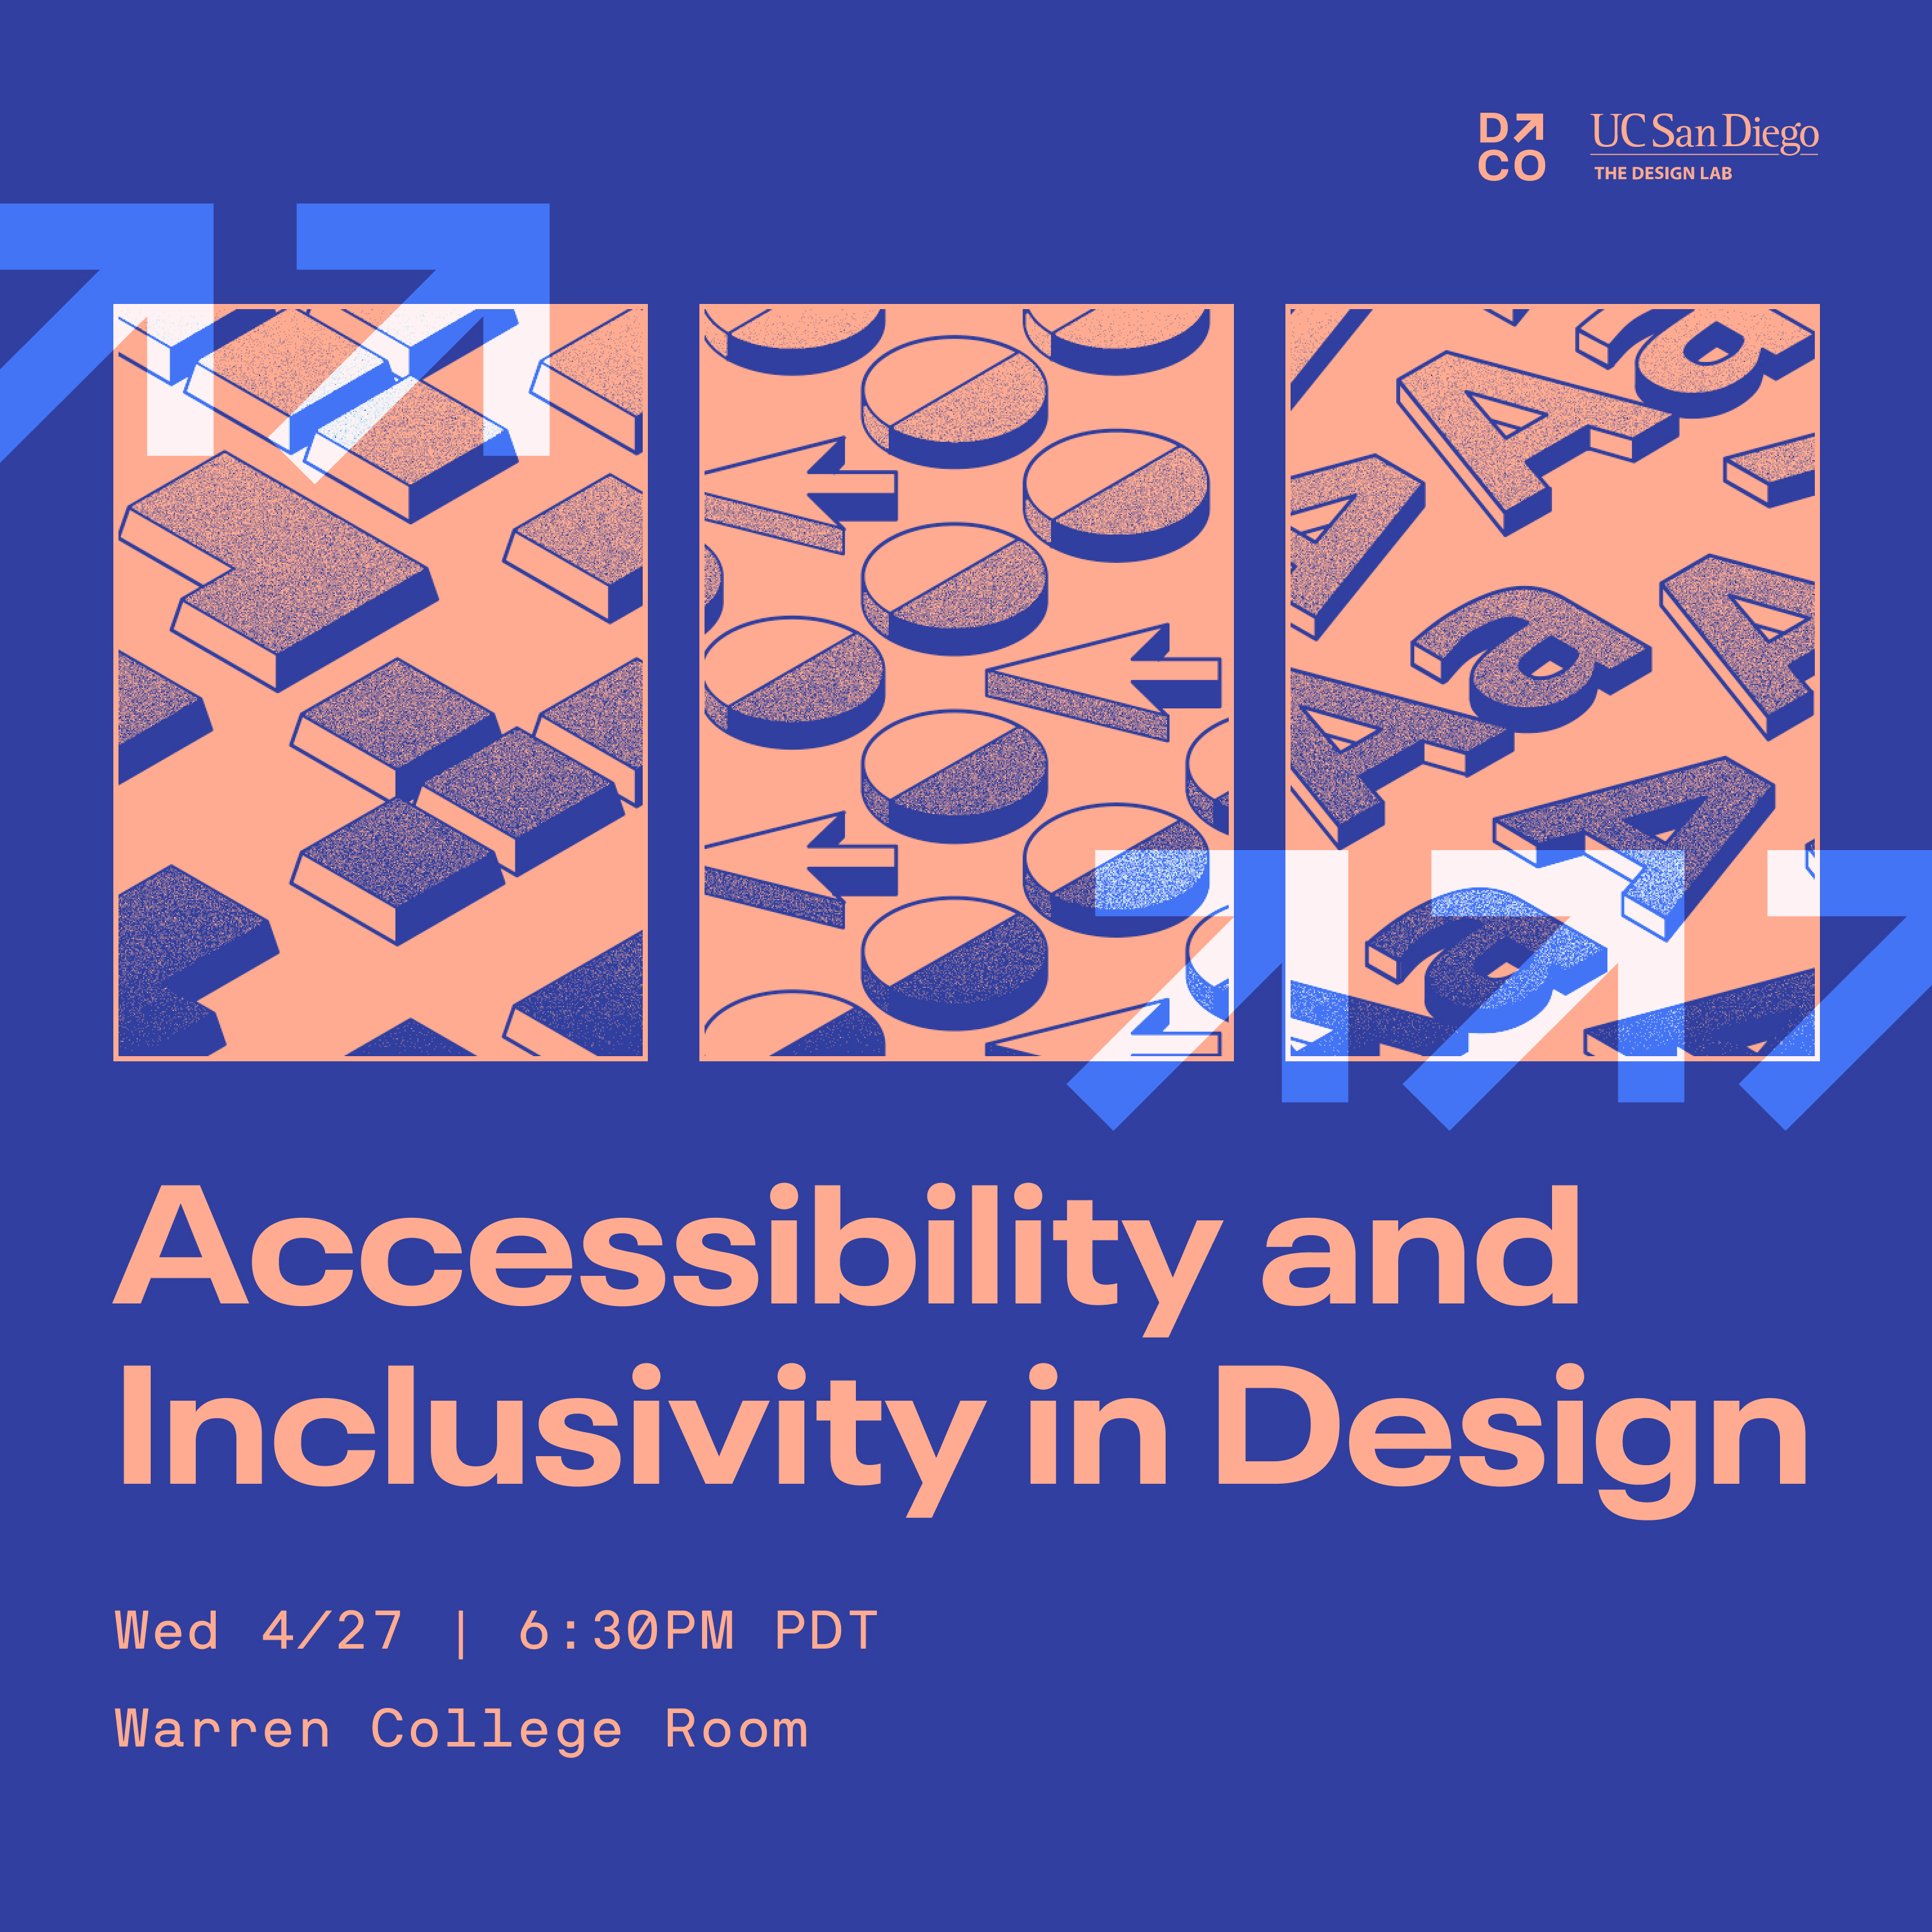 D↗
CO
UC San Diego
THE DESIGN LAB
A a
A
A
a
A
A
a
Accessibility and
Inclusivity in Design
Wed 4/27 | 6:30PM PDT
Warren College Room